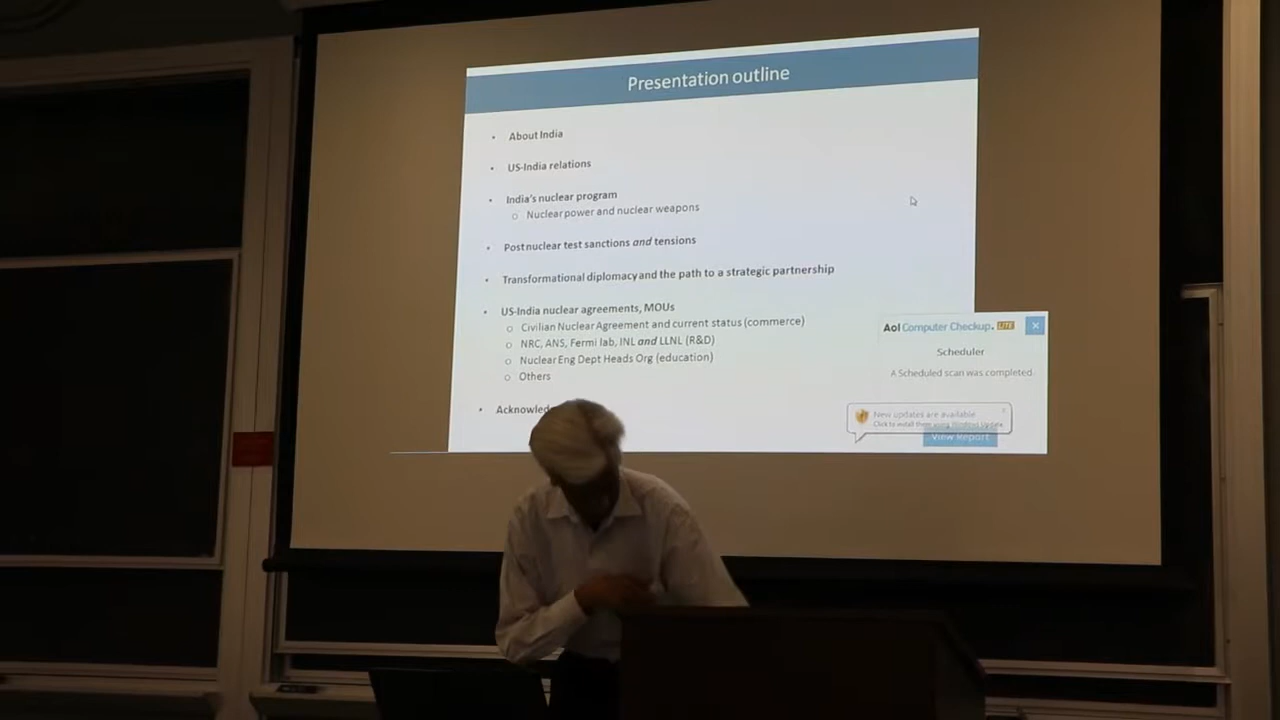 Presentation outline
• About India
• US-India relations
• India's nuclear program
o Nuclear power and nuclear weapons
• Post nuclear test sanctions and tensions
• Transformational diplomacy and the path to a strategic partnership
• US-India nuclear agreements, MOUs
o Civilian Nuclear Agreement and current status (commerce)
o NRC, ANS, Fermi lab, INL and LLNL (R&D)
o Nuclear Eng Dept Heads Org (education)
o Others
Aol Computer Checkup. LITE
Scheduler
A Scheduled scan was completed
New updates are available
Click to install them using Windows Update.
View Report